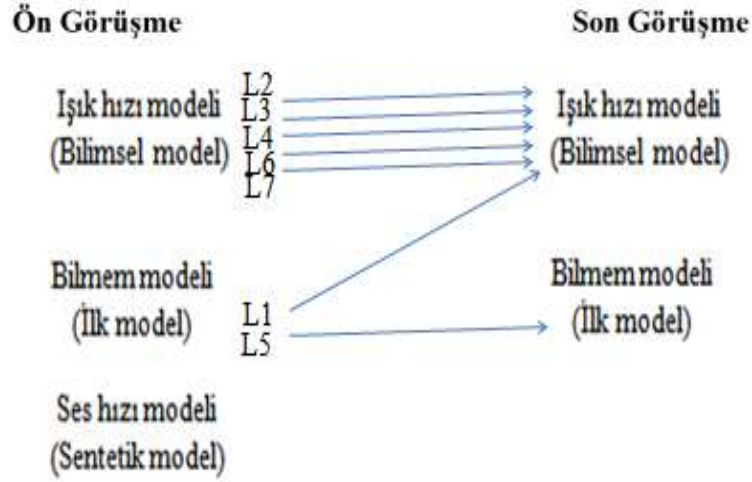 Ön Görüşme
Son Görüşme
Işık hızı modeli
(Bilimsel model)
L2
L3
L4
L6
L7
Işık hızı modeli
(Bilimsel model)
Bilmem modeli
(İlk model)
L1
L5
Bilmem modeli
(İlk model)
Ses hızı modeli
(Sentetik model)